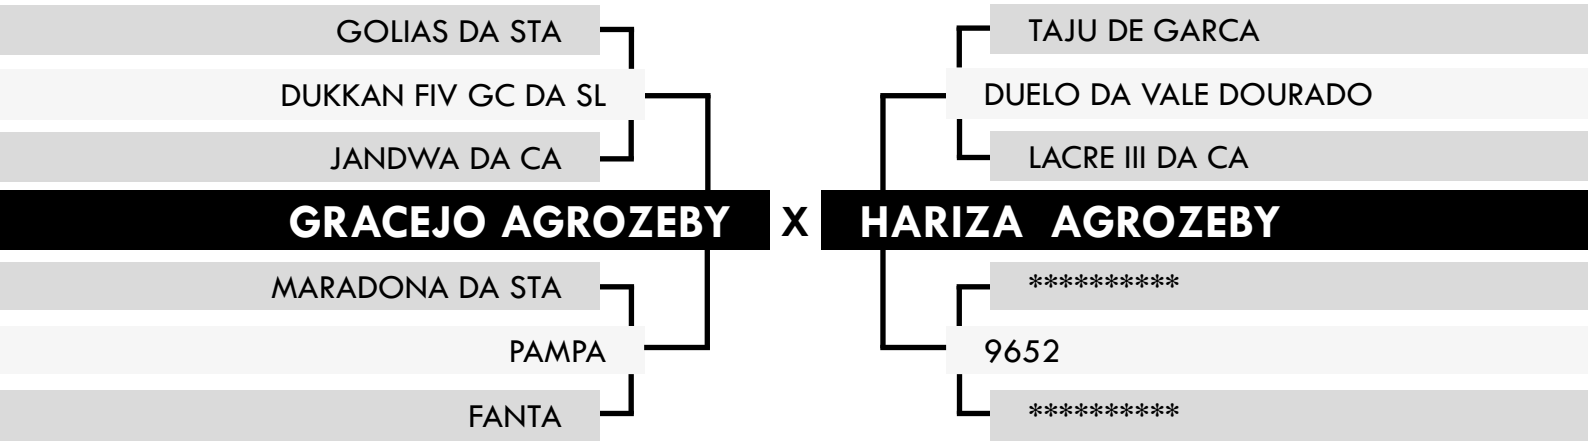 GOLIAS DA STA
DUKKAN FIV GC DA SL
JANDWA DA CA
GRACEJO AGROZEBY
MARADONA DA STA
PAMPA
FANTA
X
TAJU DE GARCA
DUELO DA VALE DOURADO
LACRE III DA CA
HARIZA AGROZEBY
**********
9652
**********